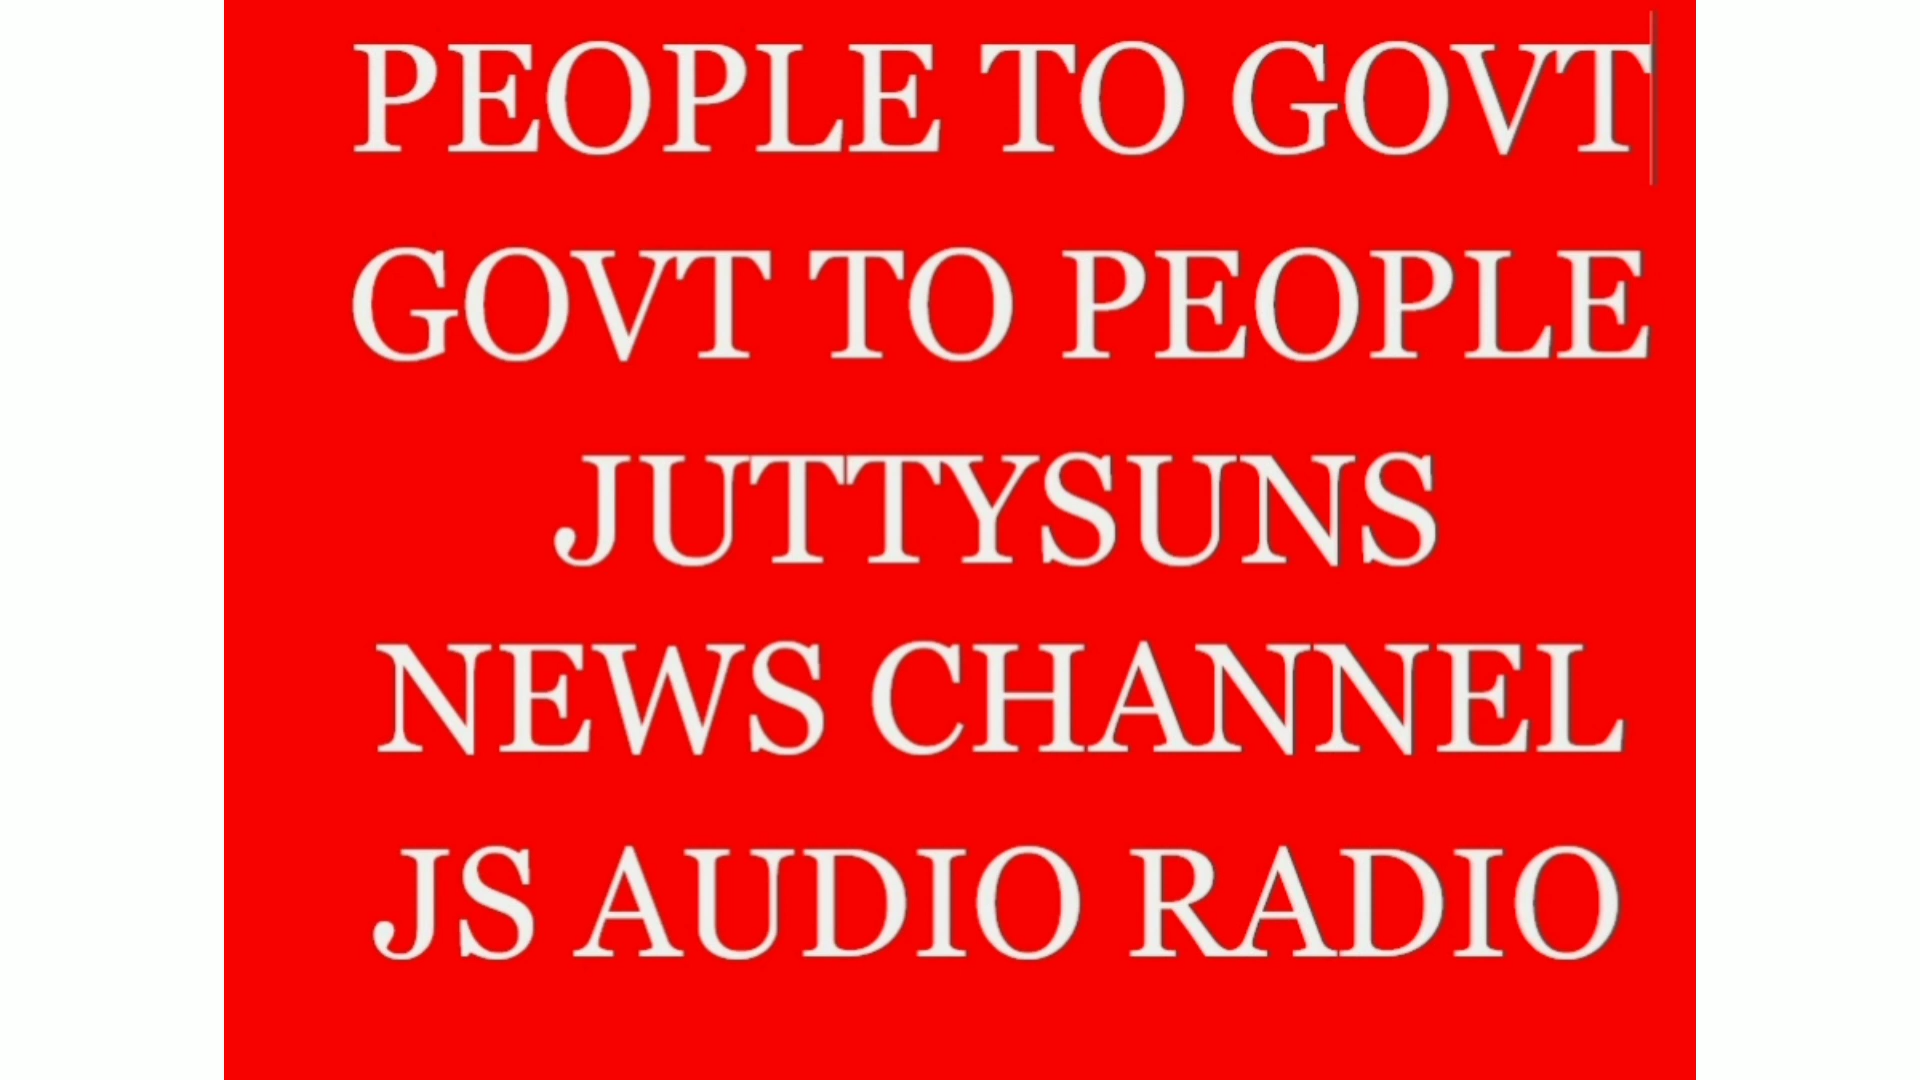 PEOPLE TO GOVT
GOVT TO PEOPLE
JUTTYSUNS
NEWS CHANNEL
JS AUDIO RADIO